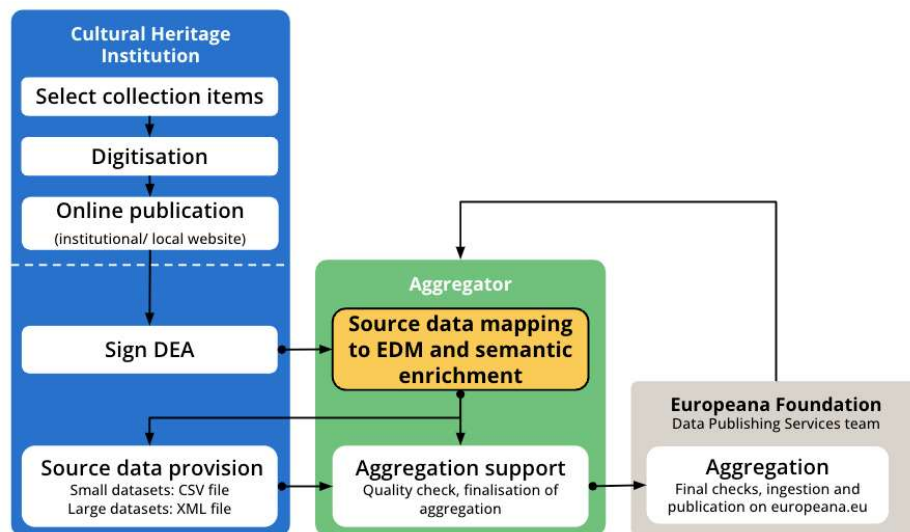 Cultural Heritage
Institution
Select collection items
Digitisation
Online publication
(institutional/ local website)
Sign DEA
Source data provision
Small datasets: CSV file
Large datasets: XML file
Aggregator
Source data mapping
to EDM and semantic
enrichment
Aggregation support
Quality check, finalisation of
aggregation
Europeana Foundation
Data Publishing Services team
Aggregation
Final checks, ingestion and
publication on europeana.eu